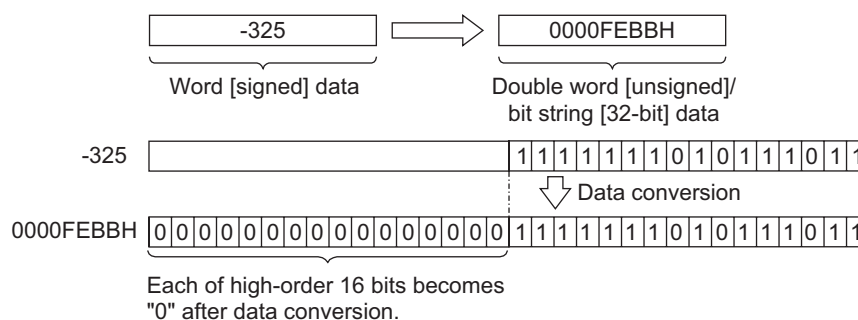 -325 0000FEBBH
Word [signed] data Double word [unsigned]/
bit string [32-bit] data
-325 1 1 1 1 1 1 1 0 1 0 1 1 1 0 1 1
Data conversion
0000FEBBH 0 0 0 0 0 0 0 0 0 0 0 0 0 0 0 0 1 1 1 1 1 1 1 0 1 0 1 1 1 0 1 1
Each of high-order 16 bits becomes
"0" after data conversion.